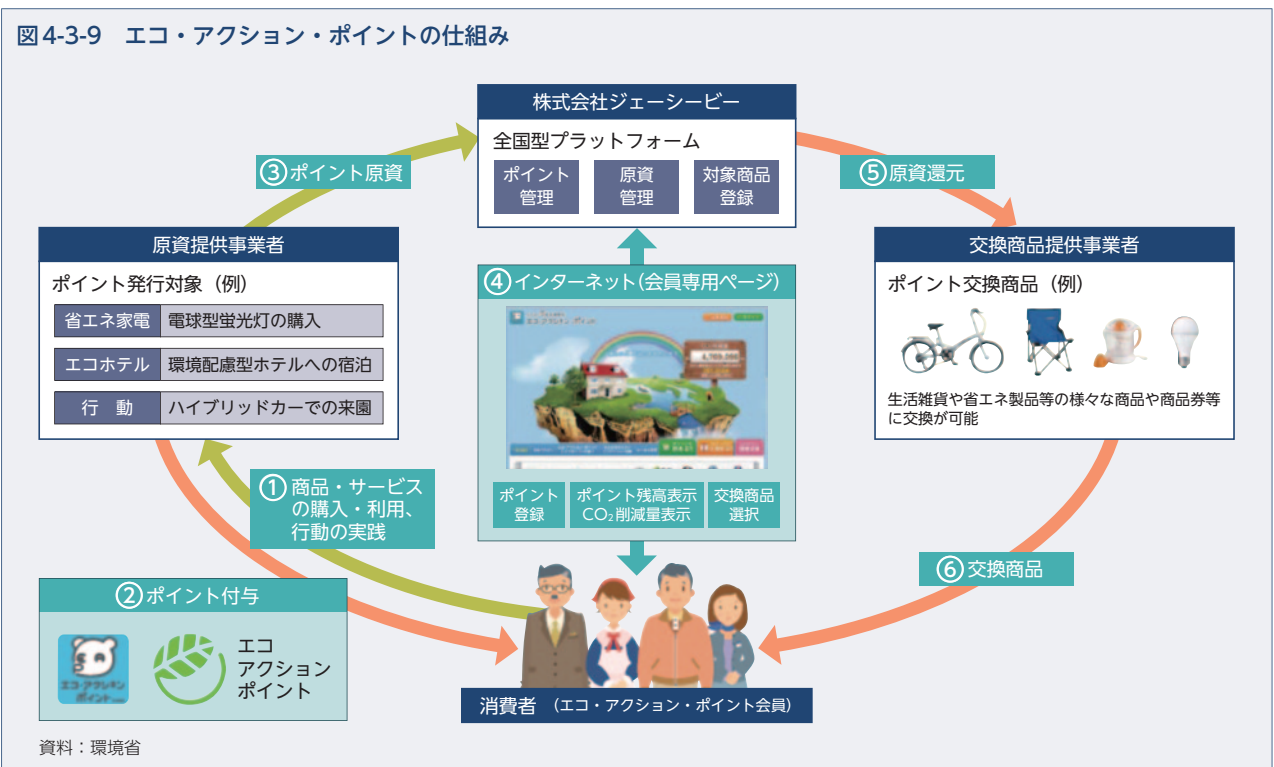 図4-3-9 エコ・アクション・ポイントの仕組み
株式会社ジェーシービー
全国型プラットフォーム
ポイント
管理
原資
管理
対象商品
登録
③ポイント原資
⑤原資還元
原資提供事業者
ポイント発行対象（例）
省エネ家電 電球型蛍光灯の購入
エコホテル 環境配慮型ホテルへの宿泊
行 動 ハイブリッドカーでの来園
④インターネット（会員専用ページ）
ポイント
登録
ポイント残高表示
CO₂削減量表示
交換商品
選択
交換商品提供事業者
ポイント交換商品（例）
生活雑貨や省エネ製品等の様々な商品や商品券等
に交換が可能
①商品・サービス
の購入・利用、
行動の実践
②ポイント付与
エコ・アクション
ポイント
エコ
アクション
ポイント
⑥交換商品
消費者 （エコ・アクション・ポイント会員）
資料：環境省